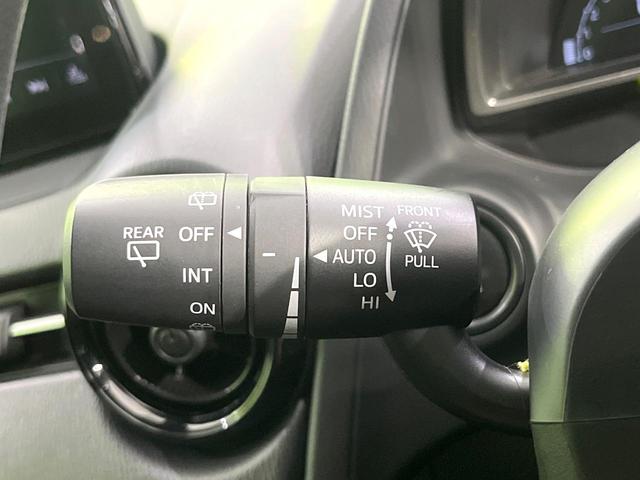 REAR
OFF
INT
ON
MIST
OFF
AUTO
LO
HI
FRONT
PULL